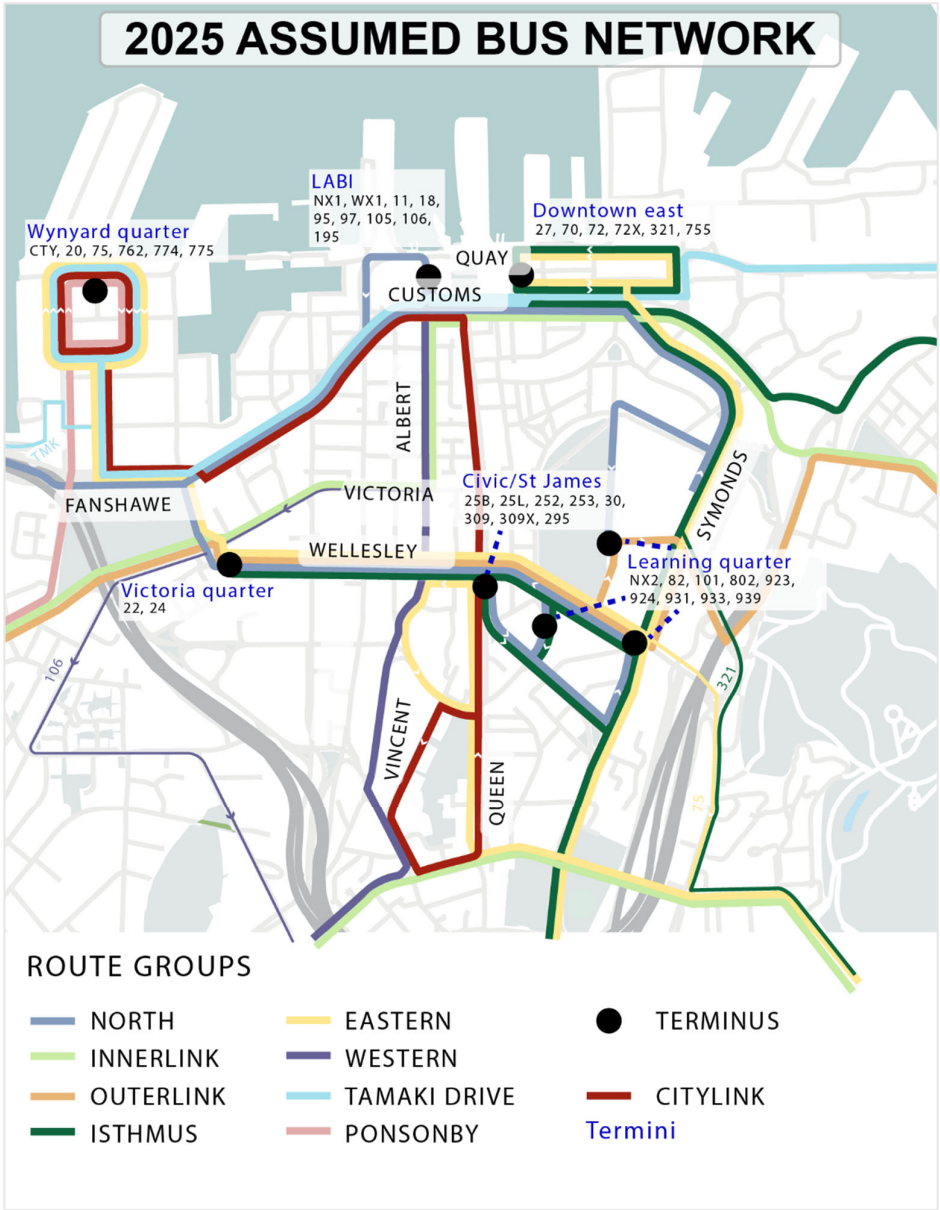 2025 ASSUMED BUS NETWORK
LABI
NX1, WX1, 11, 18,
95, 97, 105, 106,
195
Downtown east
27, 70, 72, 72X, 321, 755
Wynyard quarter
CTY, 20, 75, 762, 774, 775
QUAY
CUSTOMS
ALBERT
TMK
FANSHAWE
VICTORIA
Civic/St James
25B, 25L, 252, 253, 30,
309, 309X, 295
SYMONDS
WELLESLEY
Learning quarter
NX2, 82, 101, 802, 923,
924, 931, 933, 939
Victoria quarter
22, 24
106
321
VINCENT
QUEEN
75
ROUTE GROUPS
NORTH
EASTERN
TERMINUS
INNERLINK
WESTERN
OUTERLINK
TAMAKI DRIVE
CITYLINK
ISTHMUS
PONSONBY
Termini